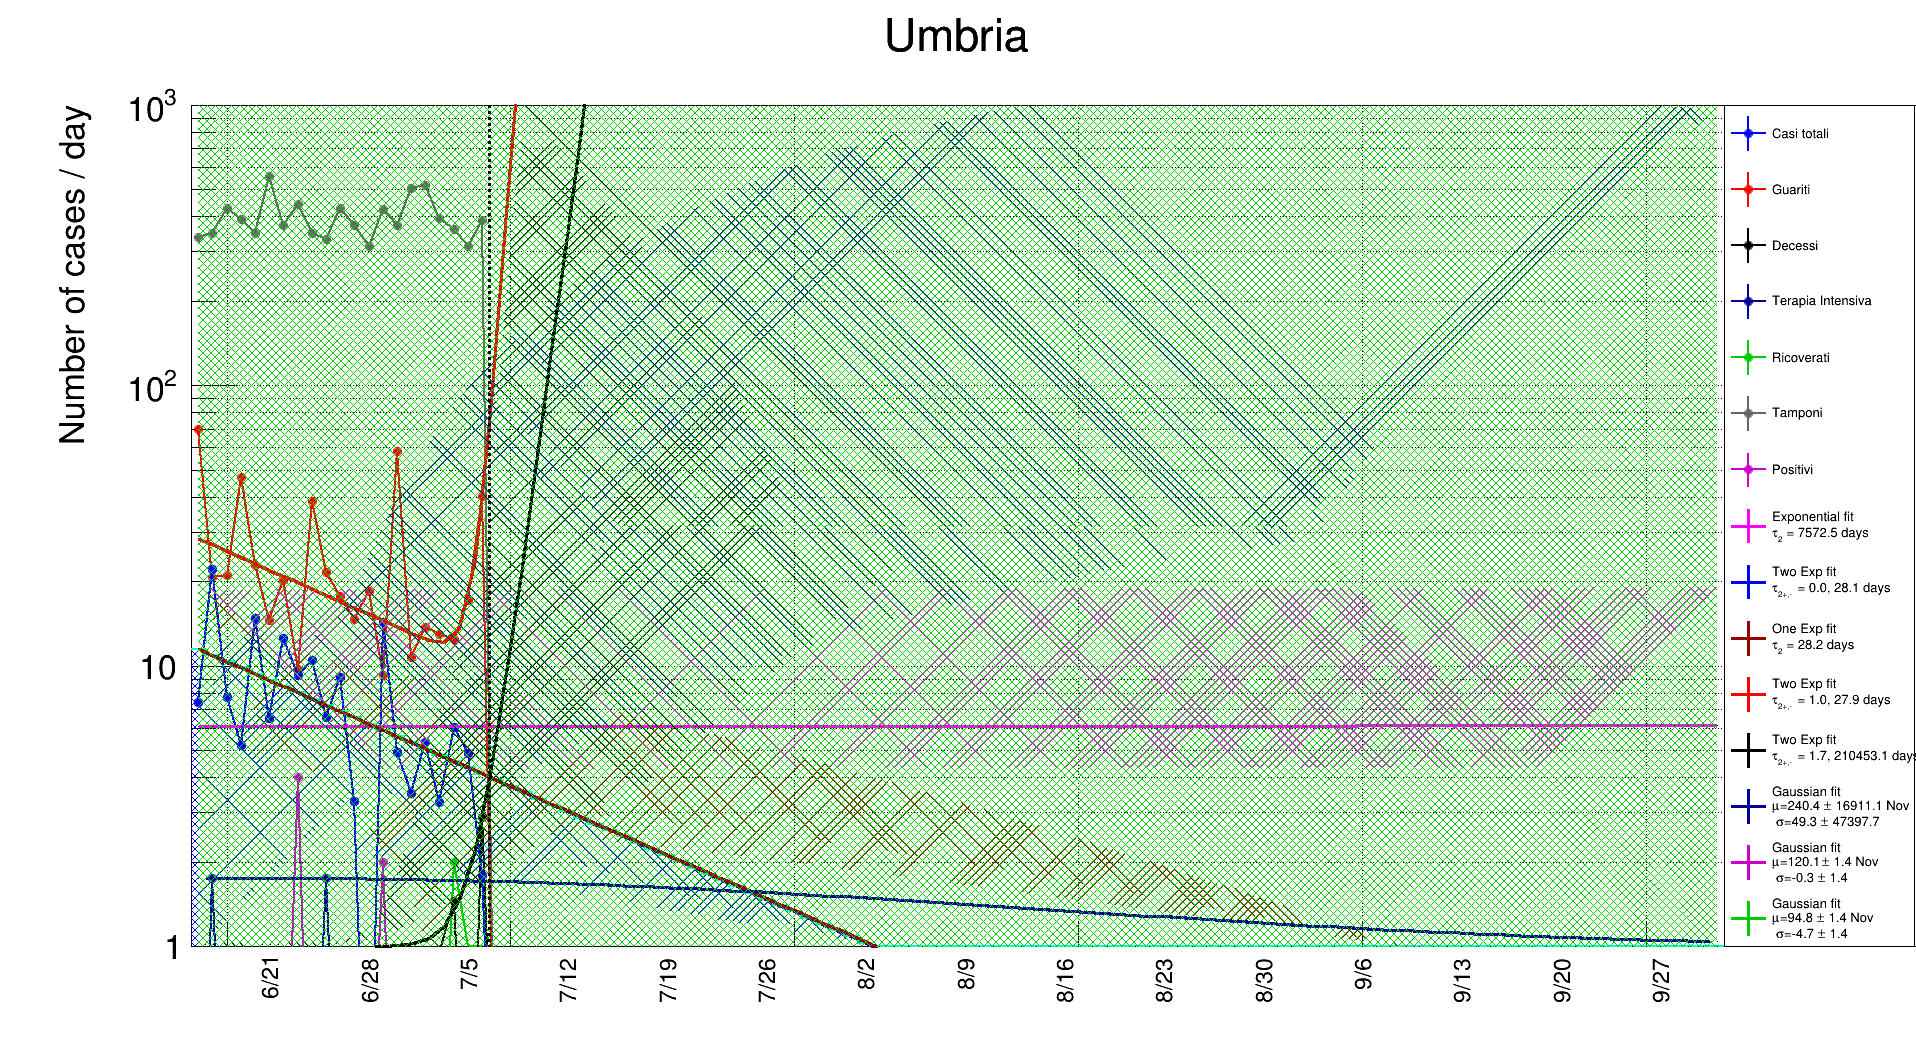 Umbria
Number of cases / day
10³
10²
10
1
6/21
6/28
7/5
7/12
7/19
7/26
8/2
8/9
8/16
8/23
8/30
9/6
9/13
9/20
9/27
Casi totali
Guariti
Decessi
Terapia Intensiva
Ricoverati
Tamponi
Positivi
Exponential fit
τ₂ = 7572.5 days
Two Exp fit
τ₂₊,₋ = 0.0, 28.1 days
One Exp fit
τ₂ = 28.2 days
Two Exp fit
τ₂₊,₋ = 1.0, 27.9 days
Two Exp fit
τ₂₊,₋ = 1.7, 210453.1 days
Gaussian fit
μ=240.4 ± 16911.1 Nov
σ=49.3 ± 47397.7
Gaussian fit
μ=120.1 ± 1.4 Nov
σ=-0.3 ± 1.4
Gaussian fit
μ=94.8 ± 1.4 Nov
σ=-4.7 ± 1.4